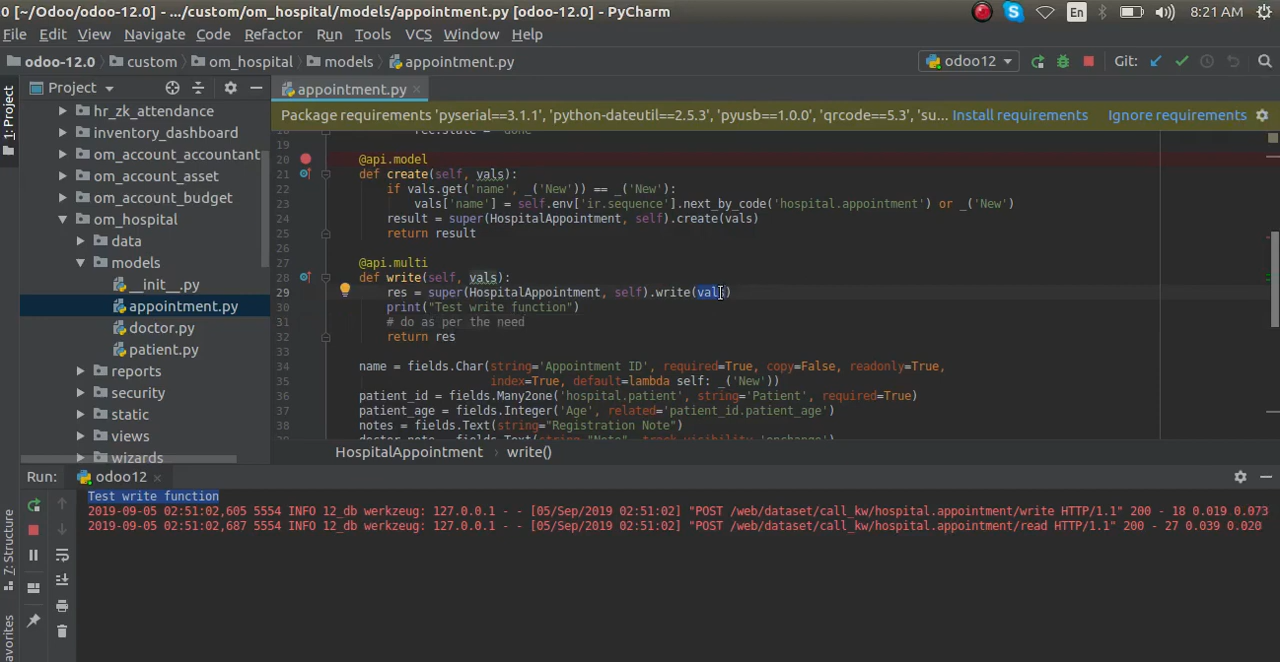 0 [~/Odoo/odoo-12.0] - .../custom/om_hospital/models/appointment.py [odoo-12.0] - PyCharm
En
8:21 AM
File Edit View Navigate Code Refactor Run Tools VCS Window Help
odoo-12.0 custom om_hospital models appointment.py
odoo12
Git:
1: Project
Project
appointment.py
hr_zk_attendance
inventory_dashboard
om_account_accountant
om_account_asset
om_account_budget
om_hospital
data
models
__init__.py
appointment.py
doctor.py
patient.py
reports
security
static
views
wizards
Package requirements 'pyserial==3.1.1', 'python-dateutil==2.5.3', 'pyusb==1.0.0', 'qrcode==5.3', 'su... Install requirements Ignore requirements
19
20 @api.model
21 def create(self, vals):
22 if vals.get('name', _('New')) == _('New'):
23 vals['name'] = self.env['ir.sequence'].next_by_code('hospital.appointment') or _('New')
24 result = super(HospitalAppointment, self).create(vals)
25 return result
26
27 @api.multi
28 def write(self, vals):
29 res = super(HospitalAppointment, self).write(vals)
30 print("Test write function")
31 # do as per the need
32 return res
33
34 name = fields.Char(string='Appointment ID', required=True, copy=False, readonly=True,
35 index=True, default=lambda self: _('New'))
36 patient_id = fields.Many2one('hospital.patient', string='Patient', required=True)
37 patient_age = fields.Integer('Age', related='patient_id.patient_age')
38 notes = fields.Text(string="Registration Note")
HospitalAppointment › write()
Run: odoo12
Test write function
2019-09-05 02:51:02,605 5554 INFO 12_db werkzeug: 127.0.0.1 - - [05/Sep/2019 02:51:02] "POST /web/dataset/call_kw/hospital.appointment/write HTTP/1.1" 200 - 18 0.019 0.073
2019-09-05 02:51:02,687 5554 INFO 12_db werkzeug: 127.0.0.1 - - [05/Sep/2019 02:51:02] "POST /web/dataset/call_kw/hospital.appointment/read HTTP/1.1" 200 - 27 0.039 0.020
7: Structure
avorites